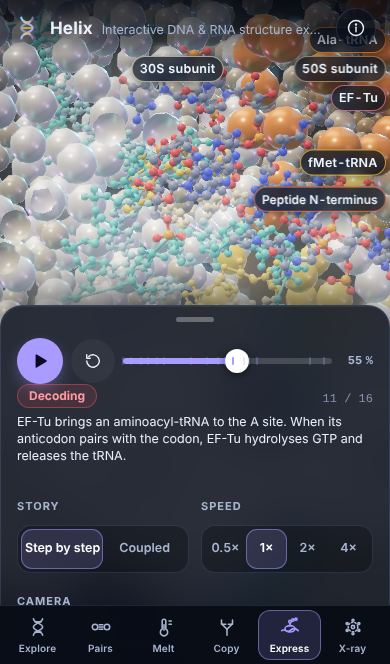 Helix Interactive DNA & RNA structure ex...
Ala-tRNA
30S subunit 50S subunit
EF-Tu
fMet-tRNA
Peptide N-terminus
55 %
Decoding 11 / 16
EF-Tu brings an aminoacyl-tRNA to the A site. When its
anticodon pairs with the codon, EF-Tu hydrolyses GTP and
releases the tRNA.
STORY SPEED
Step by step Coupled 0.5× 1× 2× 4×
CAMERA
Explore Pairs Melt Copy Express X-ray